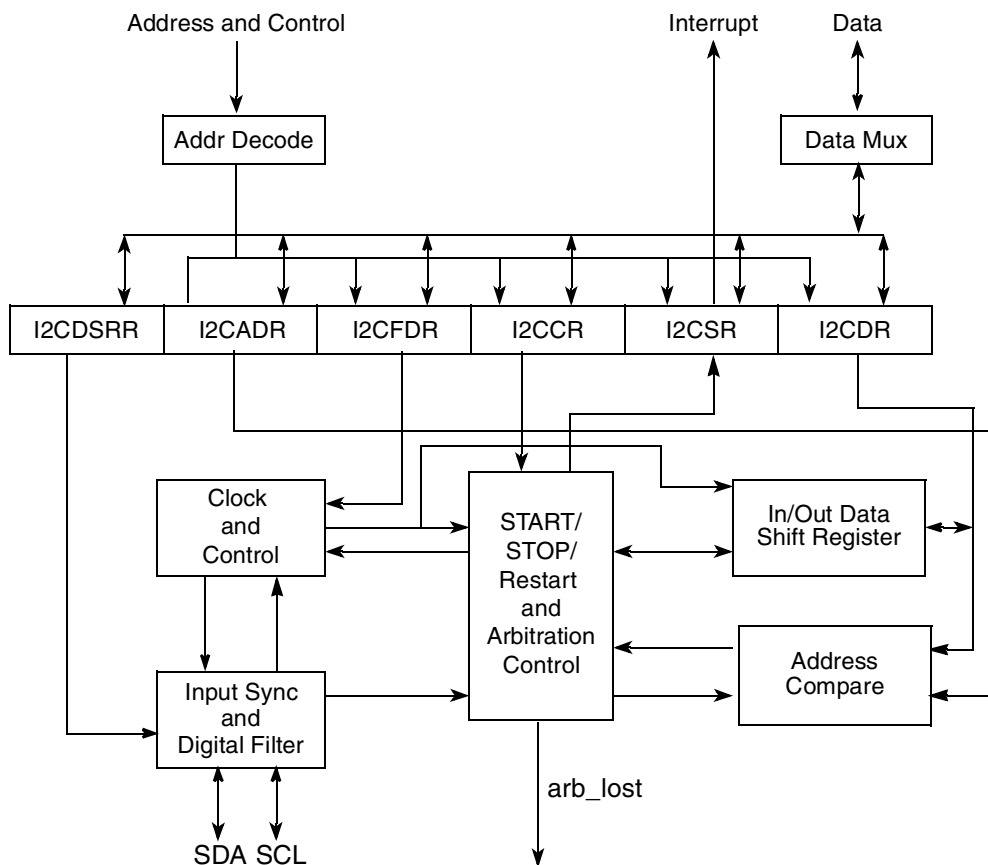 Address and Control
Interrupt
Data
Addr Decode
Data Mux
I2CDSRR
I2CADR
I2CFDR
I2CCR
I2CSR
I2CDR
Clock
and
Control
START/
STOP/
Restart
and
Arbitration
Control
In/Out Data
Shift Register
Input Sync
and
Digital Filter
Address
Compare
arb_lost
SDA
SCL